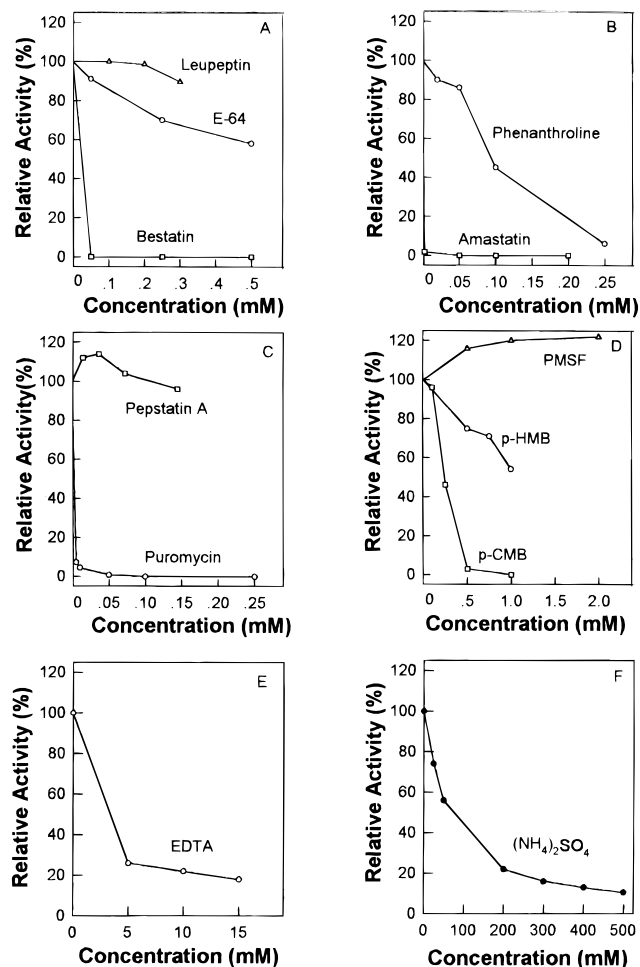 A
Relative Activity (%)
120
100
80
60
40
20
0
Leupeptin
E-64
Bestatin
0 .1 .2 .3 .4 .5
Concentration (mM)
B
Relative Activity (%)
120
100
80
60
40
20
0
Phenanthroline
Amastatin
0 .05 .10 .15 .20 .25
Concentration (mM)
C
Relative Activity(%)
120
100
80
60
40
20
0
Pepstatin A
Puromycin
0 .05 .10 .15 .20 .25
Concentration (mM)
D
Relative Activity (%)
120
100
80
60
40
20
0
PMSF
p-HMB
p-CMB
0 .5 1.0 2.0
Concentration (mM)
E
Relative Activity (%)
120
100
80
60
40
20
0
EDTA
0 5 10 15
Concentration (mM)
F
Relative Activity (%)
120
100
80
60
40
20
0
(NH₄)₂SO₄
0 100 200 300 400 500
Concentration (mM)